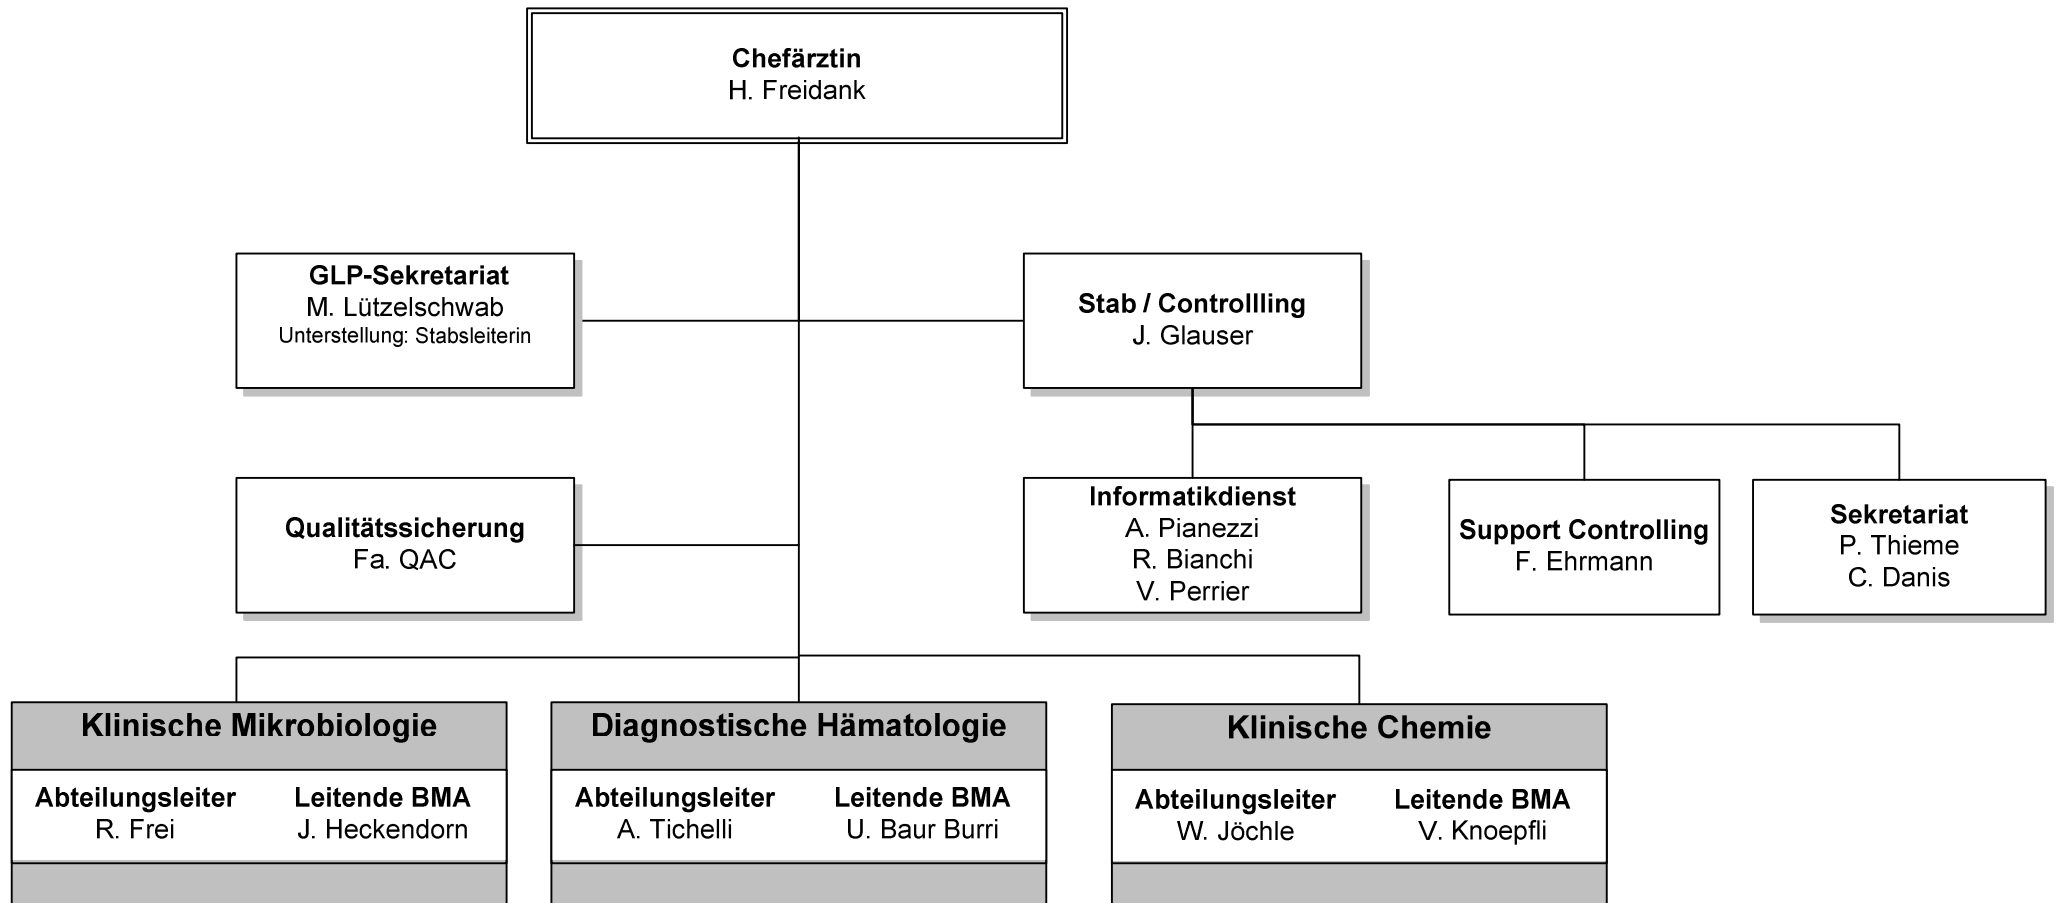 Chefärztin
H. Freidank
GLP-Sekretariat
M. Lützelschwab
Unterstellung: Stabsleiterin
Stab / Controllling
J. Glauser
Qualitätssicherung
Fa. QAC
Informatikdienst
A. Pianezzi
R. Bianchi
V. Perrier
Support Controlling
F. Ehrmann
Sekretariat
P. Thieme
C. Danis
Klinische Mikrobiologie
Abteilungsleiter
R. Frei
Leitende BMA
J. Heckendorn
Diagnostische Hämatologie
Abteilungsleiter
A. Tichelli
Leitende BMA
U. Baur Burri
Klinische Chemie
Abteilungsleiter
W. Jöchle
Leitende BMA
V. Knoepfli